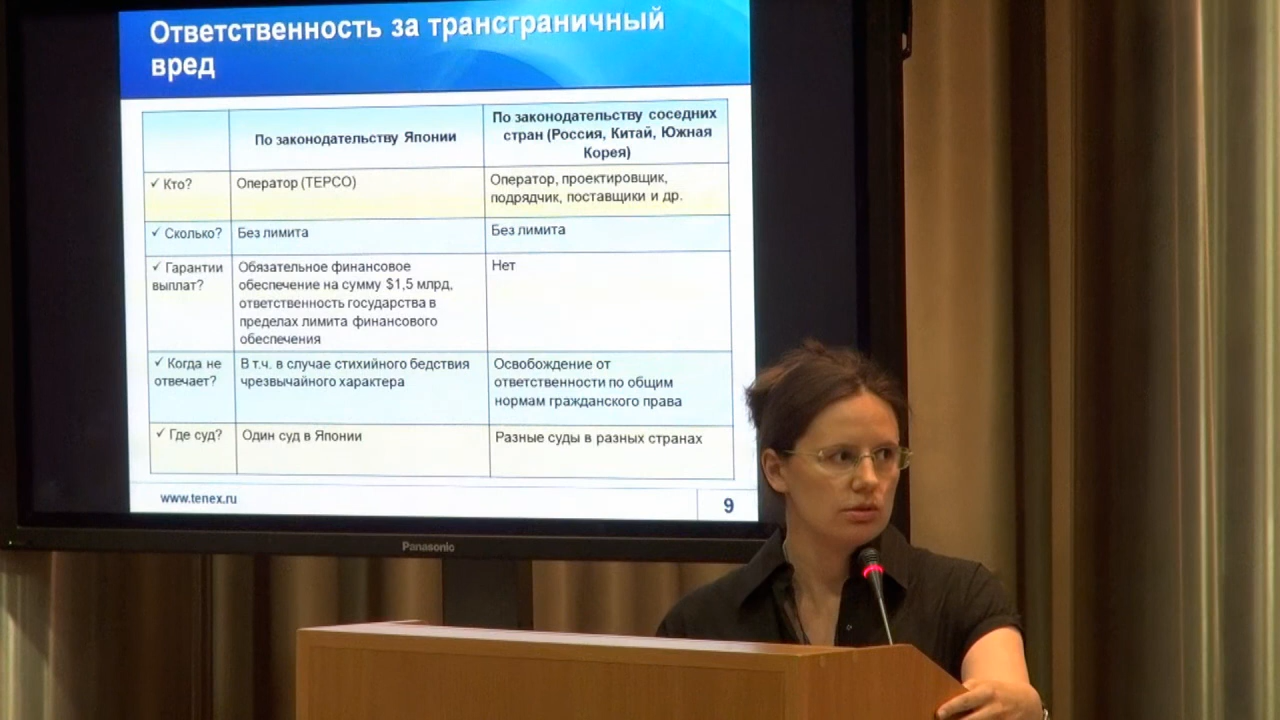 Ответственность за трансграничный
вред
По законодательству Японии
По законодательству соседних
стран (Россия, Китай, Южная
Корея)
✓ Кто?
Оператор (ТЕРСО)
Оператор, проектировщик,
подрядчик, поставщики и др.
✓ Сколько?
Без лимита
Без лимита
✓ Гарантии
выплат?
Обязательное финансовое
обеспечение на сумму $1,5 млрд,
ответственность государства в
пределах лимита финансового
обеспечения
Нет
✓ Когда не
отвечает?
В т.ч. в случае стихийного бедствия
чрезвычайного характера
Освобождение от
ответственности по общим
нормам гражданского права
✓ Где суд?
Один суд в Японии
Разные суды в разных странах
www.tenex.ru
9
Panasonic